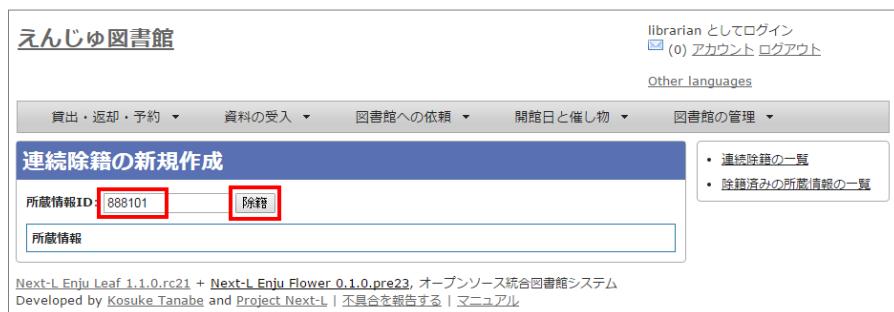 えんじゅ図書館
librarian としてログイン
(0) アカウント ログアウト
Other languages
貸出・返却・予約 ▼ 資料の受入 ▼ 図書館への依頼 ▼ 開館日と催し物 ▼ 図書館の管理 ▼
連続除籍の新規作成
所蔵情報ID: 888101 除籍
所蔵情報
• 連続除籍の一覧
• 除籍済みの所蔵情報の一覧
Next-L Enju Leaf 1.1.0.rc21 + Next-L Enju Flower 0.1.0.pre23, オープンソース統合図書館システム
Developed by Kosuke Tanabe and Project Next-L | 不具合を報告する | マニュアル